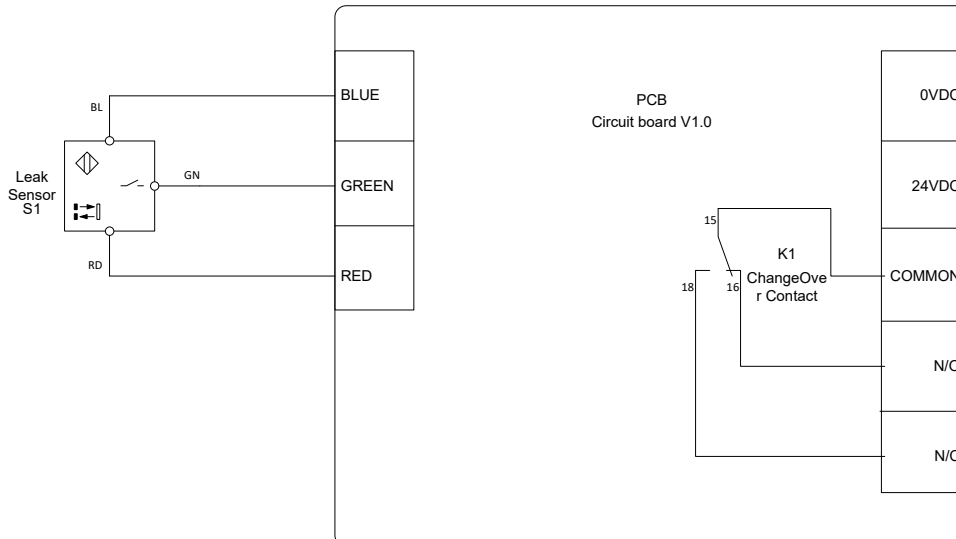 BLUE
0VDC
BL
PCB
Circuit board V1.0
Leak
Sensor
S1
GN
GREEN
24VDC
15
K1
ChangeOve
r Contact
COMMON
RD
RED
18
16
N/C
N/C